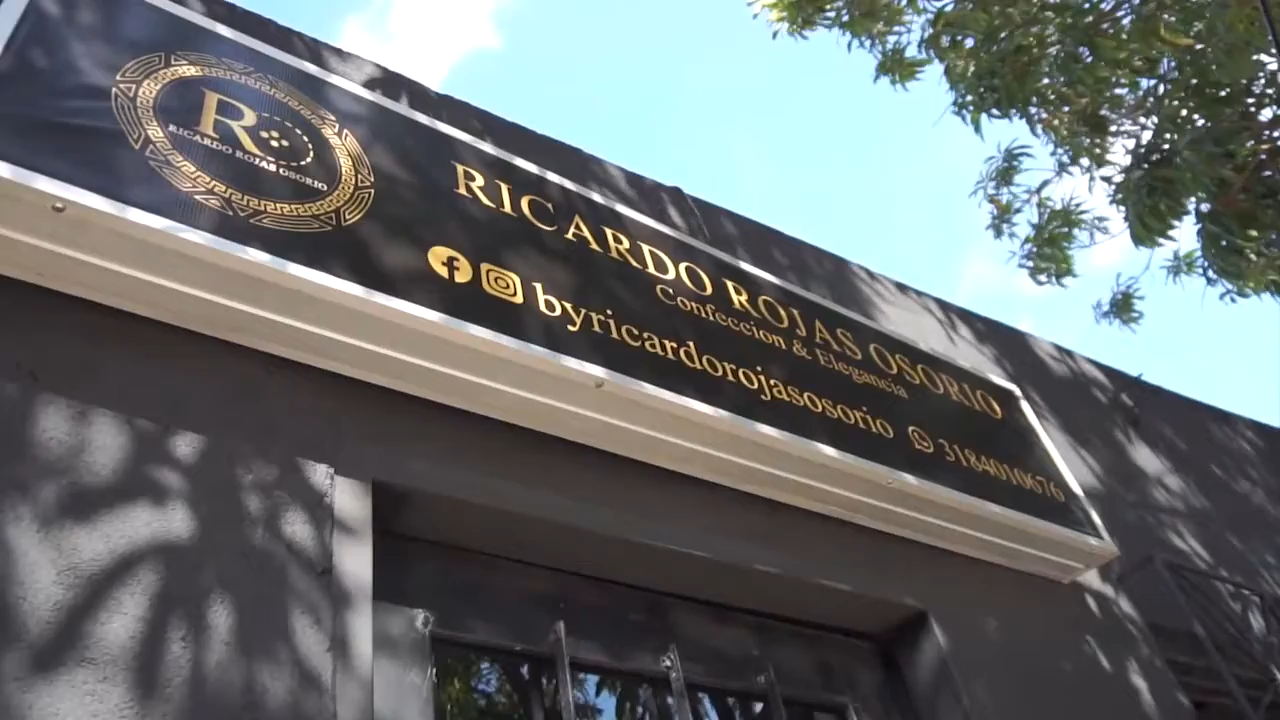 R
RICARDO ROJAS OSORIO
RICARDO ROJAS OSORIO
Confeccion & Elegancia
byricardorojasosorio 3184010676